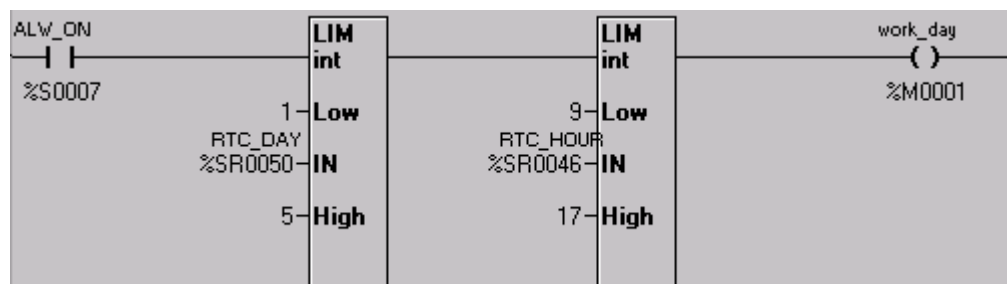 ALW_ON
%S0007
LIM
int
1 Low
RTC_DAY
%SR0050 IN
5 High
LIM
int
9 Low
RTC_HOUR
%SR0046 IN
17 High
work_day
( )
%M0001